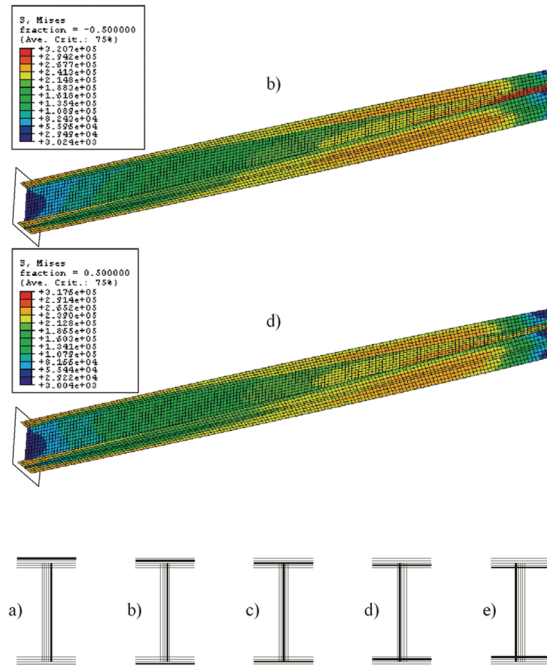 S, Mises
fraction = -0.500000
(Ave. Crit.: 75%)
+3.207e+05
+2.942e+05
+2.677e+05
+2.413e+05
+2.148e+05
+1.883e+05
+1.618e+05
+1.354e+05
+1.089e+05
+8.243e+04
+5.595e+04
+2.948e+04
+3.024e+03
b)
S, Mises
fraction = 0.500000
(Ave. Crit.: 75%)
+3.176e+05
+2.914e+05
+2.652e+05
+2.390e+05
+2.128e+05
+1.865e+05
+1.603e+05
+1.341e+05
+1.079e+05
+8.166e+04
+5.544e+04
+2.922e+04
+3.004e+03
d)
a) b) c) d) e)